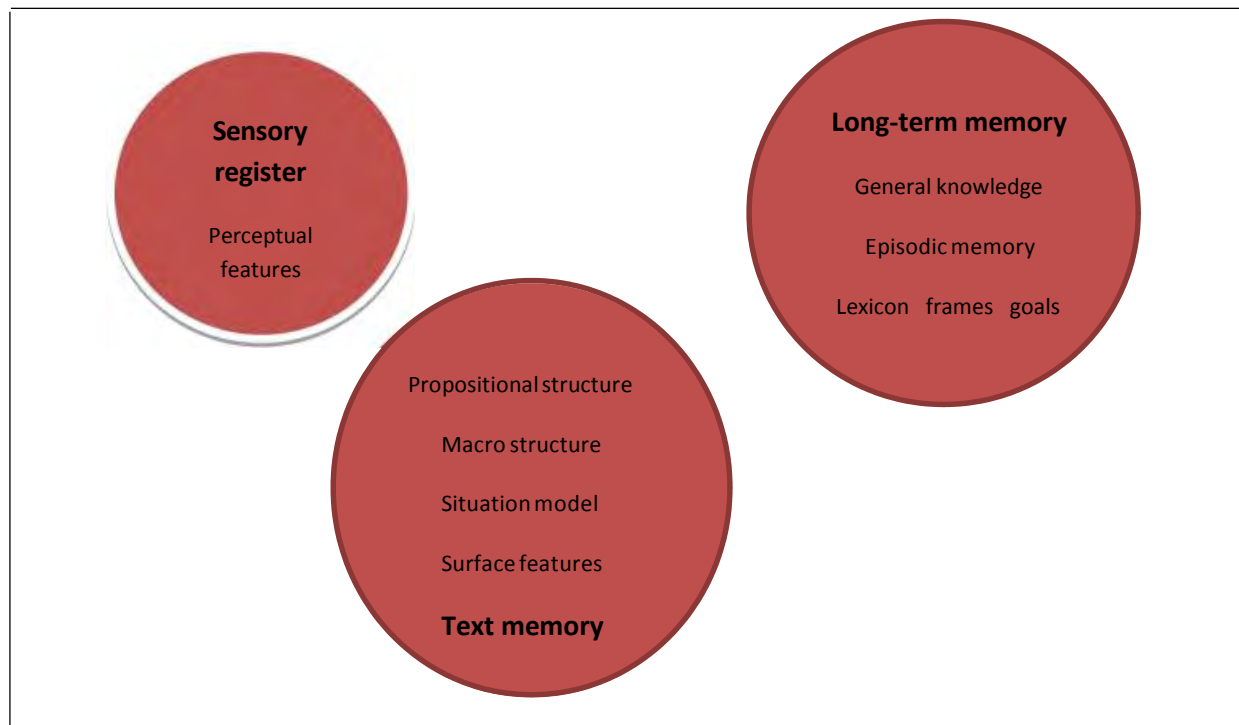 Sensory
register
Perceptual
features
Long-term memory
General knowledge
Episodic memory
Lexicon frames goals
Propositional structure
Macro structure
Situation model
Surface features
Text memory